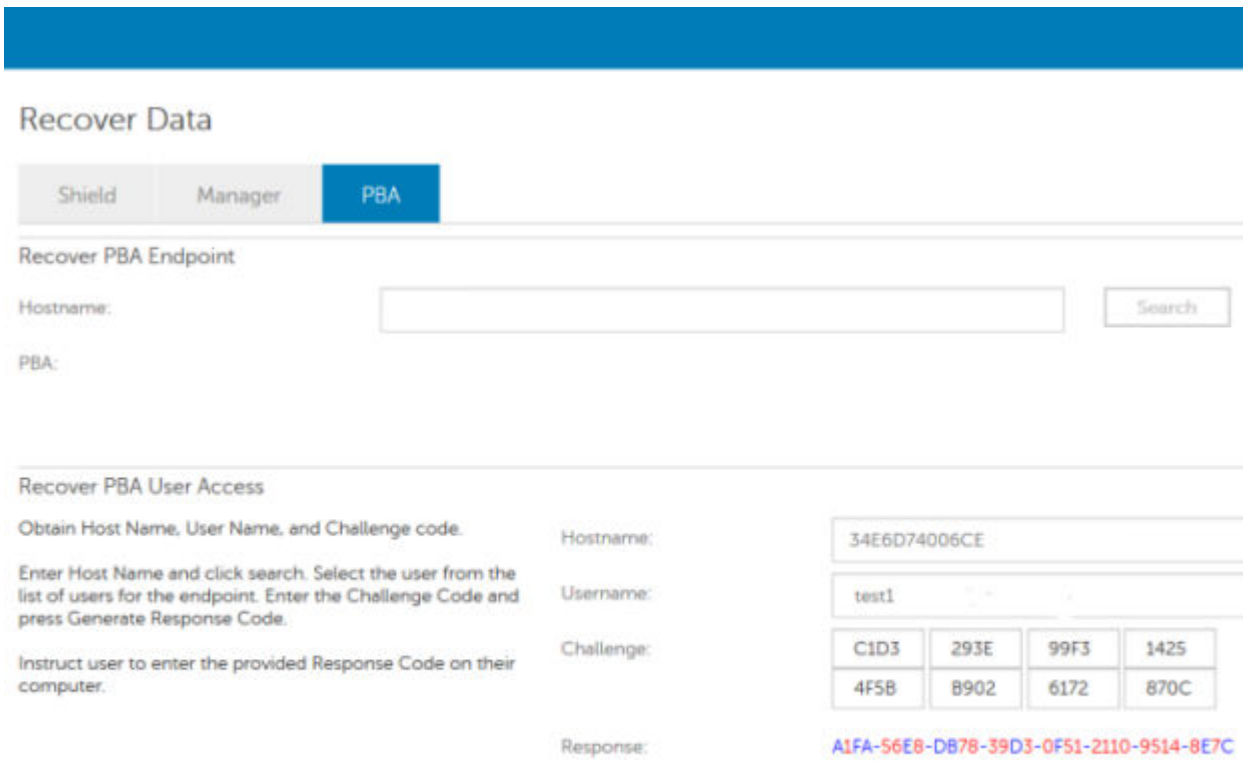 Recover Data
Shield Manager PBA
Recover PBA Endpoint
Hostname: Search
PBA:
Recover PBA User Access
Obtain Host Name, User Name, and Challenge code.
Enter Host Name and click search. Select the user from the
list of users for the endpoint. Enter the Challenge Code and
press Generate Response Code.
Instruct user to enter the provided Response Code on their
computer.
Hostname: 34E6D74006CE
Username: test1
Challenge: C1D3 293E 99F3 1425
4F5B B902 6172 870C
Response: A1FA-56E8-DB78-39D3-0F51-2110-9514-8E7C